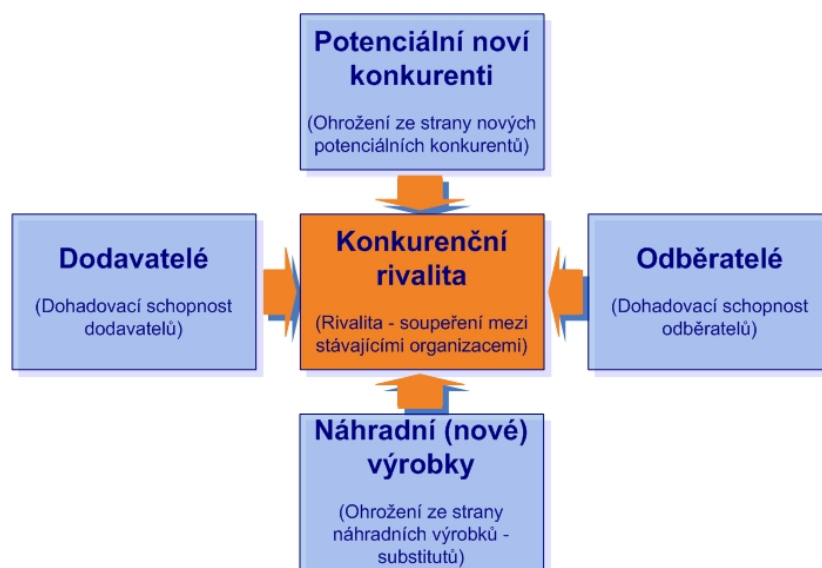 Potenciální noví
konkurenti
(Ohrožení ze strany nových
potenciálních konkurentů)
Dodavatelé
(Dohadovací schopnost
dodavatelů)
Konkurenční
rivalita
(Rivalita - soupeření mezi
stávajícími organizacemi)
Odběratelé
(Dohadovací schopnost
odběratelů)
Náhradní (nové)
výrobky
(Ohrožení ze strany
náhradních výrobků -
substitutů)